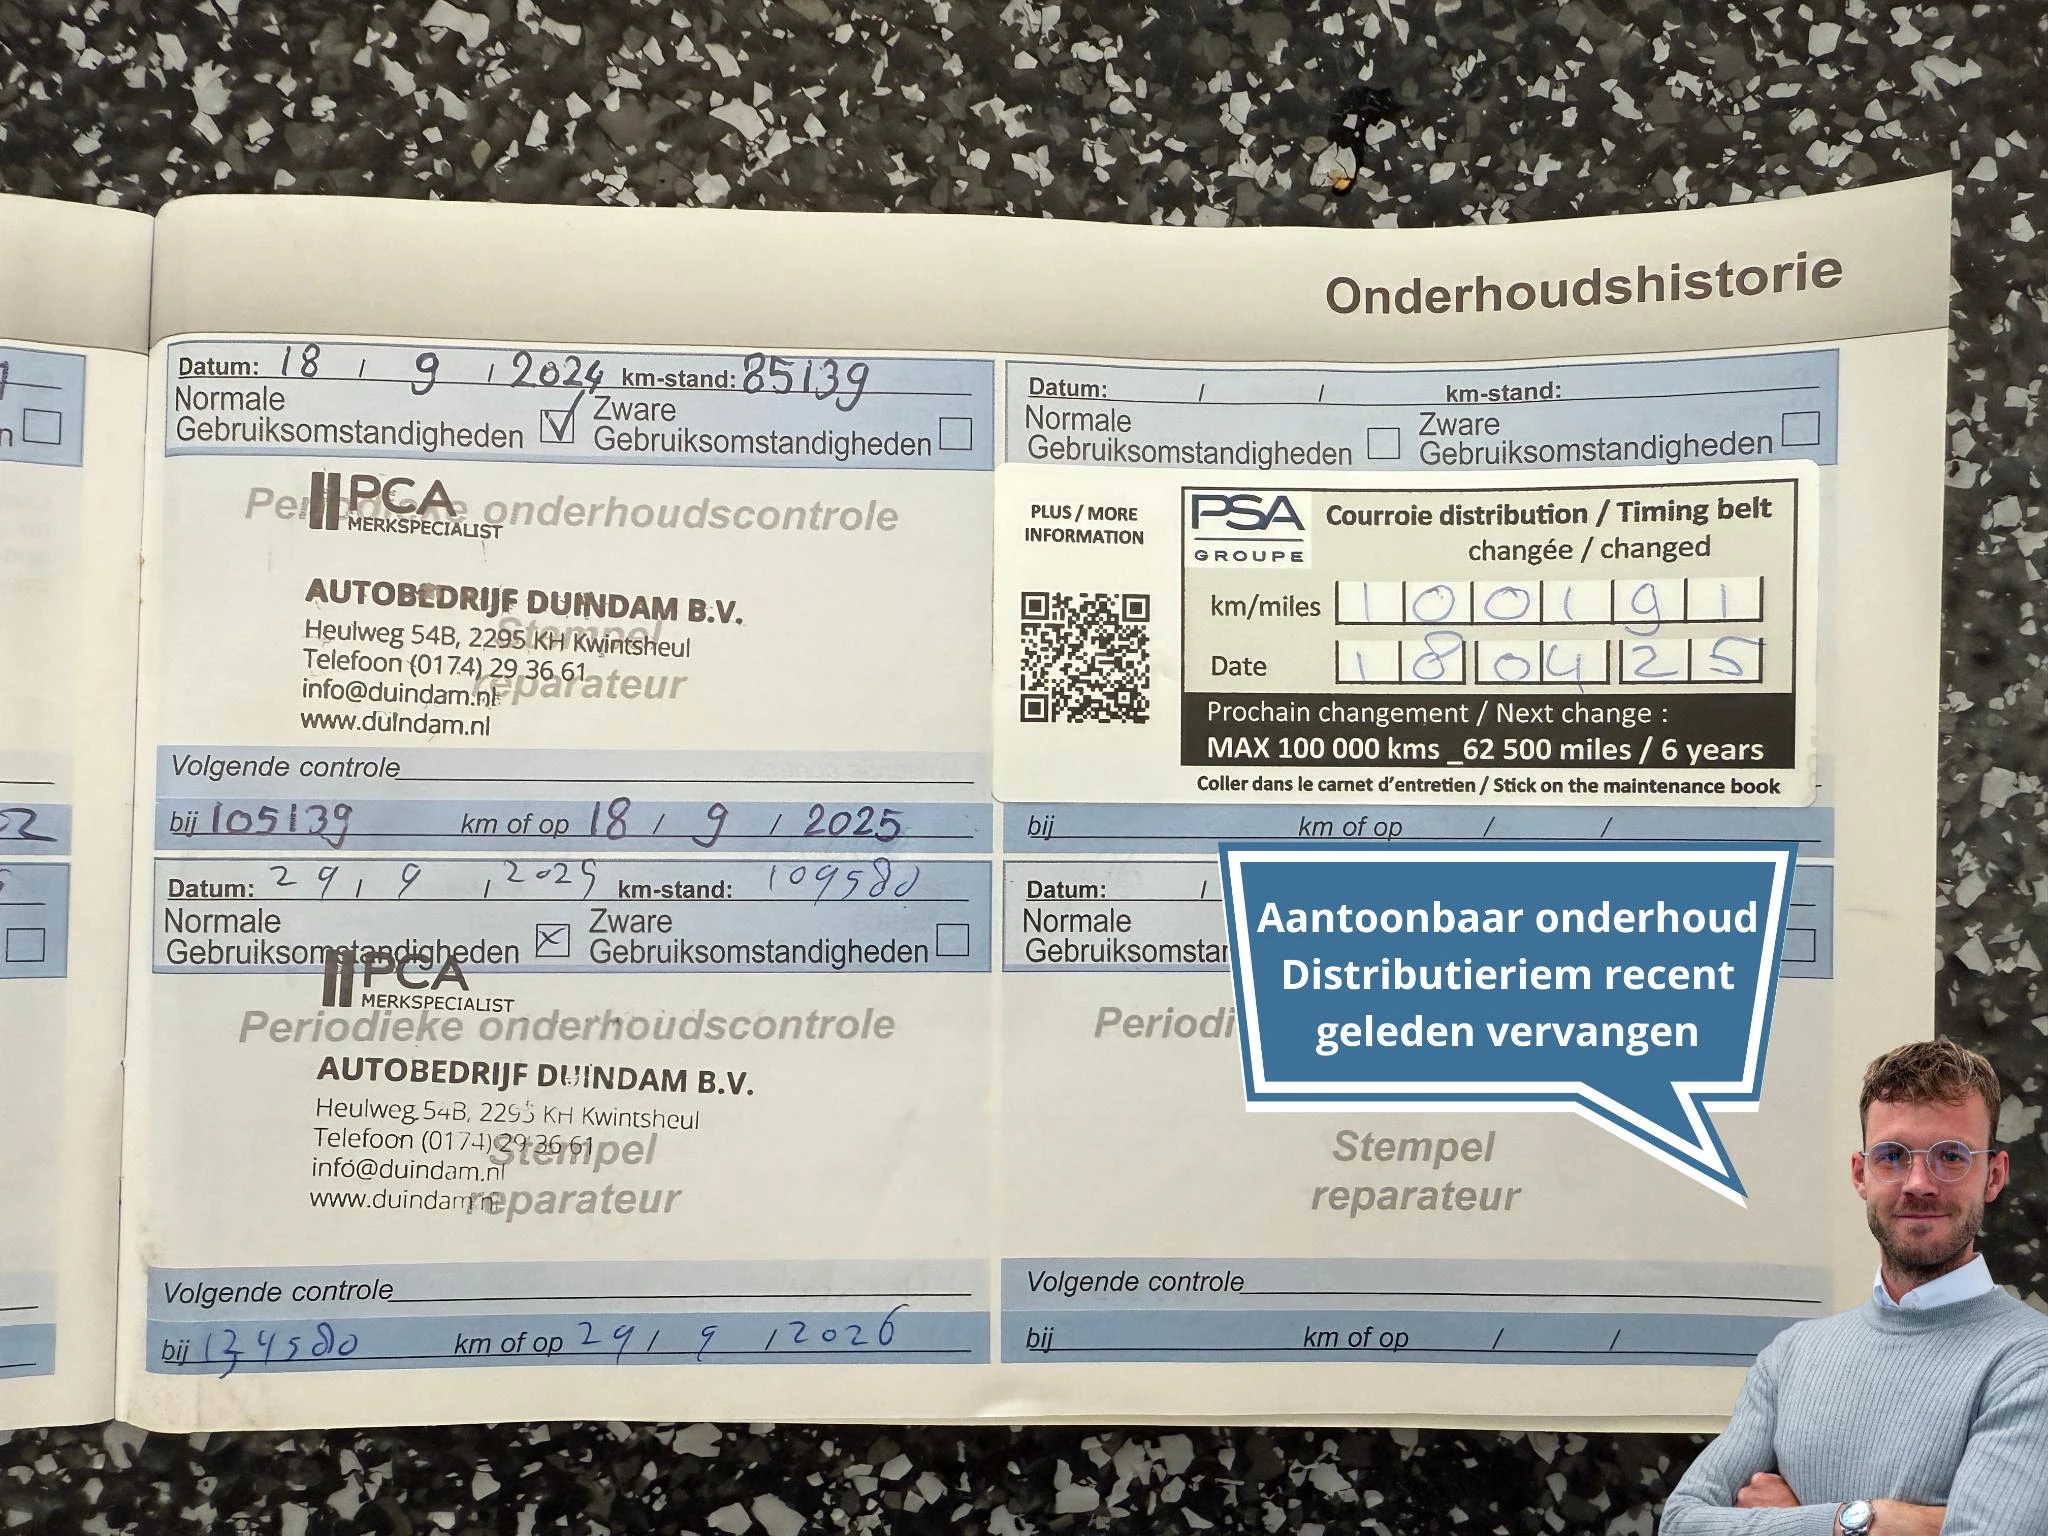 Onderhoudshistorie
Datum: 18 / 9 / 2024 km-stand: 85139
Normale Gebruiksomstandigheden
Zware Gebruiksomstandigheden
Periodieke onderhoudscontrole
PCA
MERKSPECIALIST
AUTOBEDRIJF DUINDAM B.V.
Heulweg 54B, 2295 KH Kwintsheul
Telefoon (0174) 29 36 61
info@duindam.nl
www.duindam.nl
Stempel
reparateur
Volgende controle
bij 105139 km of op 18 / 9 / 2025
Datum: 29 / 9 / 2025 km-stand: 109580
Normale Gebruiksomstandigheden
Zware Gebruiksomstandigheden
PCA
MERKSPECIALIST
Periodieke onderhoudscontrole
AUTOBEDRIJF DUINDAM B.V.
Heulweg 54B, 2295 KH Kwintsheul
Telefoon (0174) 29 36 61
info@duindam.nl
www.duindam.nl
Stempel
reparateur
Volgende controle
bij 134580 km of op 29 / 9 / 2026
Datum: / / km-stand:
Normale Gebruiksomstandigheden
Zware Gebruiksomstandigheden
PLUS / MORE
INFORMATION
PSA
GROUPE
Courroie distribution / Timing belt
changée / changed
km/miles 100191
Date 180425
Prochain changement / Next change :
MAX 100 000 kms _62 500 miles / 6 years
Coller dans le carnet d'entretien / Stick on the maintenance book
bij km of op / /
Datum: /
Normale
Aantoonbaar onderhoud
Distributieriem recent
geleden vervangen
Stempel
reparateur
Volgende controle
bij km of op / /